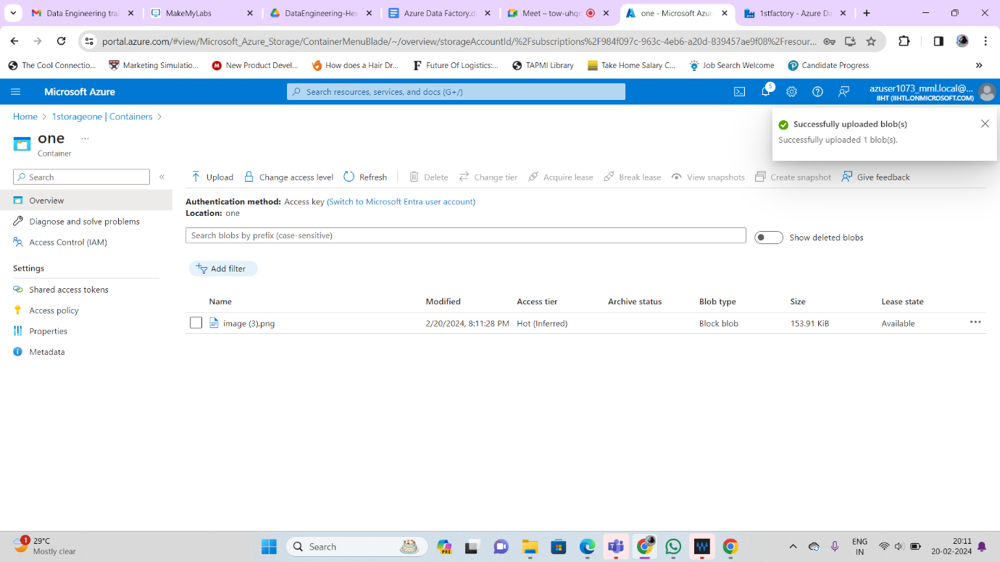 Data Engineering trai
MakeMyLabs
DataEngineering-Hex
Azure Data Factory.d
Meet – tow-uhqr
one - Microsoft Azur
1stfactory - Azure Da
portal.azure.com/#view/Microsoft_Azure_Storage/ContainerMenuBlade/~/overview/storageAccountId/%2Fsubscriptions%2F984f097c-963c-4eb6-a20d-839457ae9f08%2Fresour...
The Cool Connectio...
Marketing Simulatio...
New Product Devel...
How does a Hair Dr...
Future Of Logistics:...
TAPMI Library
Take Home Salary C...
Job Search Welcome
Candidate Progress
Microsoft Azure
Search resources, services, and docs (G+/)
5
azuser1073_mml.local@...
IIHT (IIHTL.ONMICROSOFT.COM)
Home > 1storageone | Containers >
Successfully uploaded blob(s)
Successfully uploaded 1 blob(s).
one ...
Container
Search
Upload
Change access level
Refresh
Delete
Change tier
Acquire lease
Break lease
View snapshots
Create snapshot
Give feedback
Overview
Diagnose and solve problems
Access Control (IAM)
Settings
Shared access tokens
Access policy
Properties
Metadata
Authentication method: Access key (Switch to Microsoft Entra user account)
Location: one
Search blobs by prefix (case-sensitive)
Show deleted blobs
Add filter
Name Modified Access tier Archive status Blob type Size Lease state
image (3).png 2/20/2024, 8:11:28 PM Hot (Inferred) Block blob 153.91 KiB Available ...
1
29°C
Mostly clear
Search
PRE
ENG
IN
20:11
20-02-2024